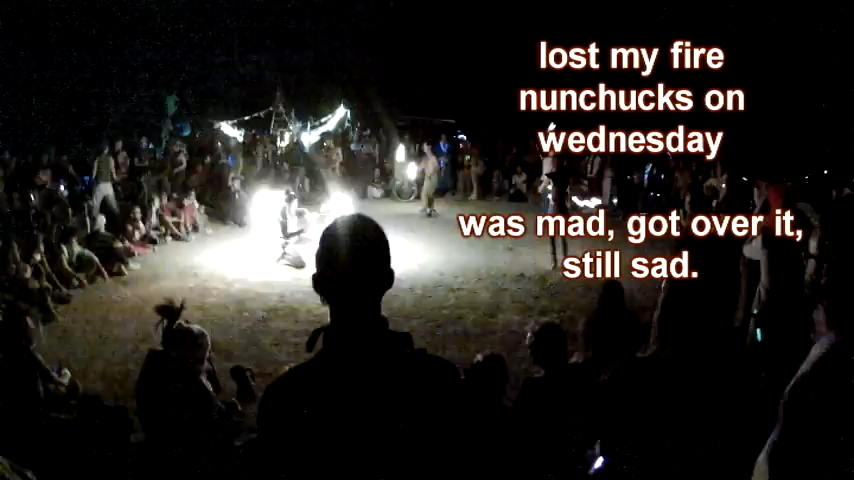 lost my fire
nunchucks on
wednesday
was mad, got over it,
still sad.